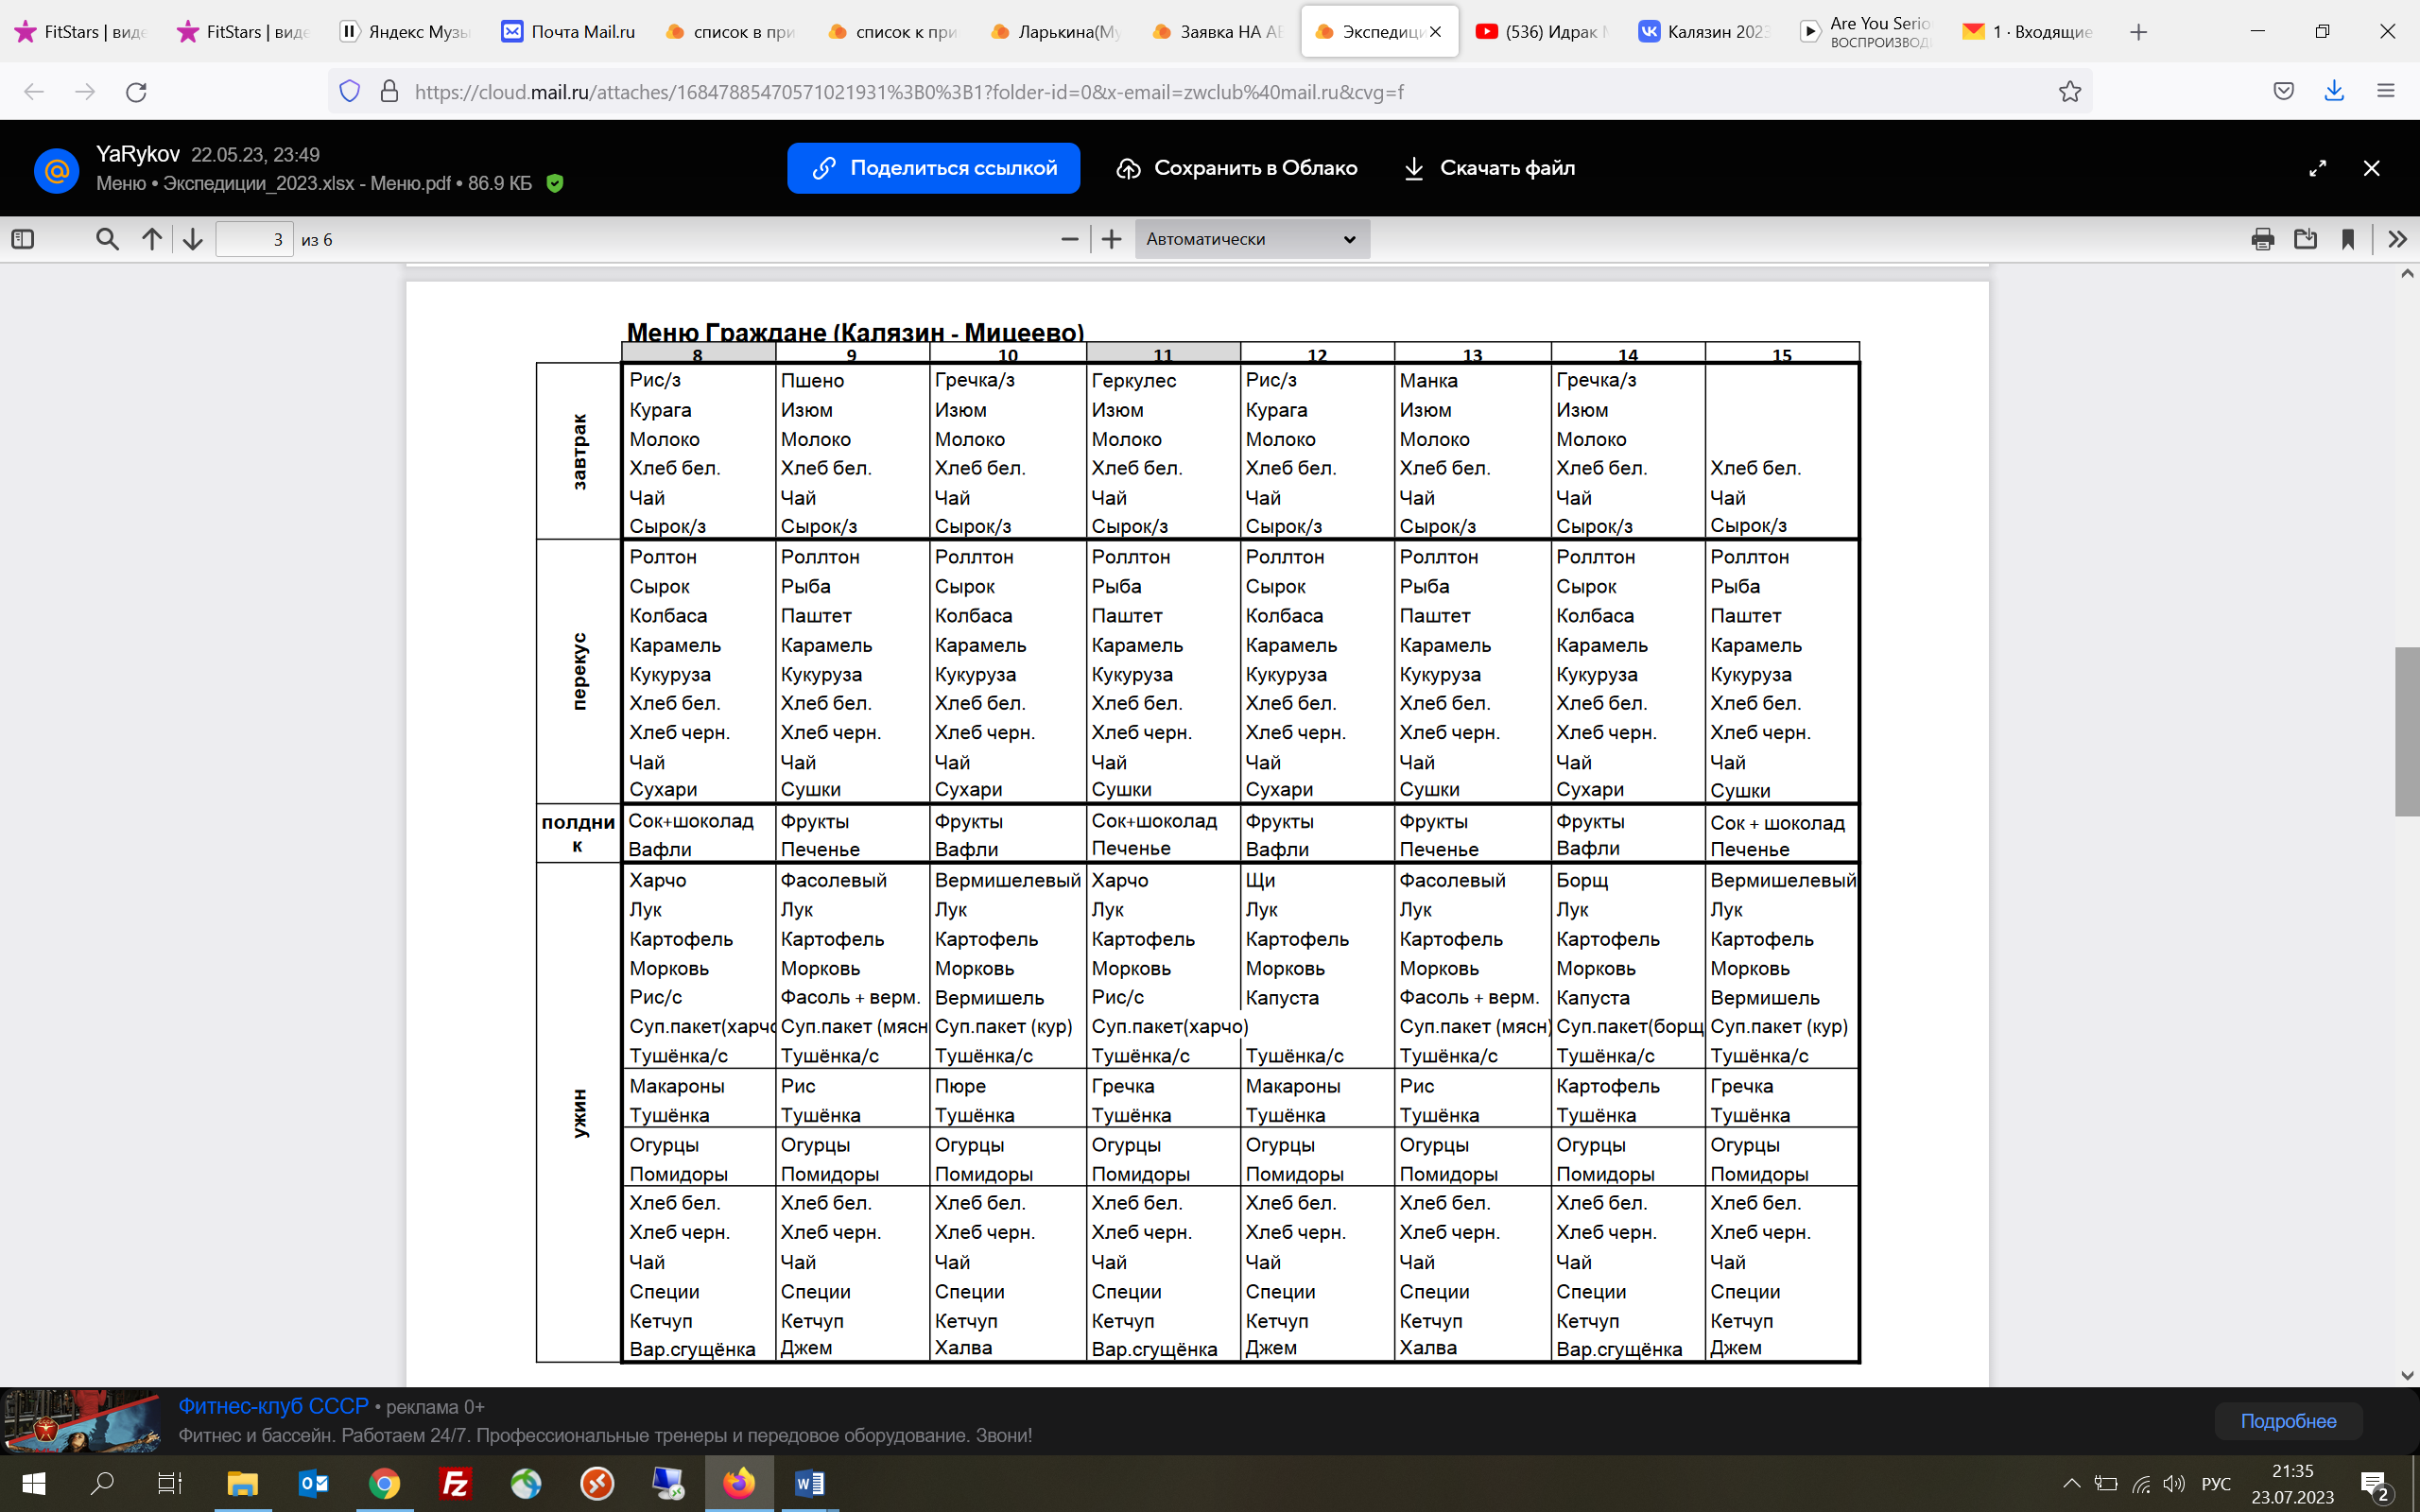 FitStars | виде
FitStars | виде
Яндекс Музы
Почта Mail.ru
список в при
список к при
Ларькина(Му
Заявка НА АВ
Экспедици
(536) Идрак М
Калязин 2023
Are You Serio
ВОСПРОИЗВОД
1 · Входящие
https://cloud.mail.ru/attaches/16847885470571021931%3B0%3B1?folder-id=0&x-email=zwclub%40mail.ru&cvg=f
YaRykov 22.05.23, 23:49
Меню • Экспедиции_2023.xlsx - Меню.pdf • 86.9 КБ
Поделиться ссылкой
Сохранить в Облако
Скачать файл
3 из 6
Автоматически
Меню Граждане (Калязин - Мицеево)
8 9 10 11 12 13 14 15
завтрак
Рис/з Пшено Гречка/з Геркулес Рис/з Манка Гречка/з
Курага Изюм Изюм Изюм Курага Изюм Изюм
Молоко Молоко Молоко Молоко Молоко Молоко Молоко
Хлеб бел. Хлеб бел. Хлеб бел. Хлеб бел. Хлеб бел. Хлеб бел. Хлеб бел. Хлеб бел.
Чай Чай Чай Чай Чай Чай Чай Чай
Сырок/з Сырок/з Сырок/з Сырок/з Сырок/з Сырок/з Сырок/з Сырок/з
перекус
Ролтон Роллтон Роллтон Роллтон Роллтон Роллтон Роллтон Роллтон
Сырок Рыба Сырок Рыба Сырок Рыба Сырок Рыба
Колбаса Паштет Колбаса Паштет Колбаса Паштет Колбаса Паштет
Карамель Карамель Карамель Карамель Карамель Карамель Карамель Карамель
Кукуруза Кукуруза Кукуруза Кукуруза Кукуруза Кукуруза Кукуруза Кукуруза
Хлеб бел. Хлеб бел. Хлеб бел. Хлеб бел. Хлеб бел. Хлеб бел. Хлеб бел. Хлеб бел.
Хлеб черн. Хлеб черн. Хлеб черн. Хлеб черн. Хлеб черн. Хлеб черн. Хлеб черн. Хлеб черн.
Чай Чай Чай Чай Чай Чай Чай Чай
Сухари Сушки Сухари Сушки Сухари Сушки Сухари Сушки
полдни
к
Сок+шоколад Фрукты Фрукты Сок+шоколад Фрукты Фрукты Фрукты Сок + шоколад
Вафли Печенье Вафли Печенье Вафли Печенье Вафли Печенье
ужин
Харчо Фасолевый Вермишелевый Харчо Щи Фасолевый Борщ Вермишелевый
Лук Лук Лук Лук Лук Лук Лук Лук
Картофель Картофель Картофель Картофель Картофель Картофель Картофель Картофель
Морковь Морковь Морковь Морковь Морковь Морковь Морковь Морковь
Рис/с Фасоль + верм. Вермишель Рис/с Капуста Фасоль + верм. Капуста Вермишель
Суп.пакет(харчо Суп.пакет (мясн Суп.пакет (кур) Суп.пакет(харчо) Суп.пакет (мясн) Суп.пакет(борщ Суп.пакет (кур)
Тушёнка/с Тушёнка/с Тушёнка/с Тушёнка/с Тушёнка/с Тушёнка/с Тушёнка/с Тушёнка/с
Макароны Рис Пюре Гречка Макароны Рис Картофель Гречка
Тушёнка Тушёнка Тушёнка Тушёнка Тушёнка Тушёнка Тушёнка Тушёнка
Огурцы Огурцы Огурцы Огурцы Огурцы Огурцы Огурцы Огурцы
Помидоры Помидоры Помидоры Помидоры Помидоры Помидоры Помидоры Помидоры
Хлеб бел. Хлеб бел. Хлеб бел. Хлеб бел. Хлеб бел. Хлеб бел. Хлеб бел. Хлеб бел.
Хлеб черн. Хлеб черн. Хлеб черн. Хлеб черн. Хлеб черн. Хлеб черн. Хлеб черн. Хлеб черн.
Чай Чай Чай Чай Чай Чай Чай Чай
Специи Специи Специи Специи Специи Специи Специи Специи
Кетчуп Кетчуп Кетчуп Кетчуп Кетчуп Кетчуп Кетчуп Кетчуп
Вар.сгущёнка Джем Халва Вар.сгущёнка Джем Халва Вар.сгущёнка Джем
Фитнес-клуб СССР • реклама 0+
Фитнес и бассейн. Работаем 24/7. Профессиональные тренеры и передовое оборудование. Звони!
Подробнее
РУС
21:35
23.07.2023
2